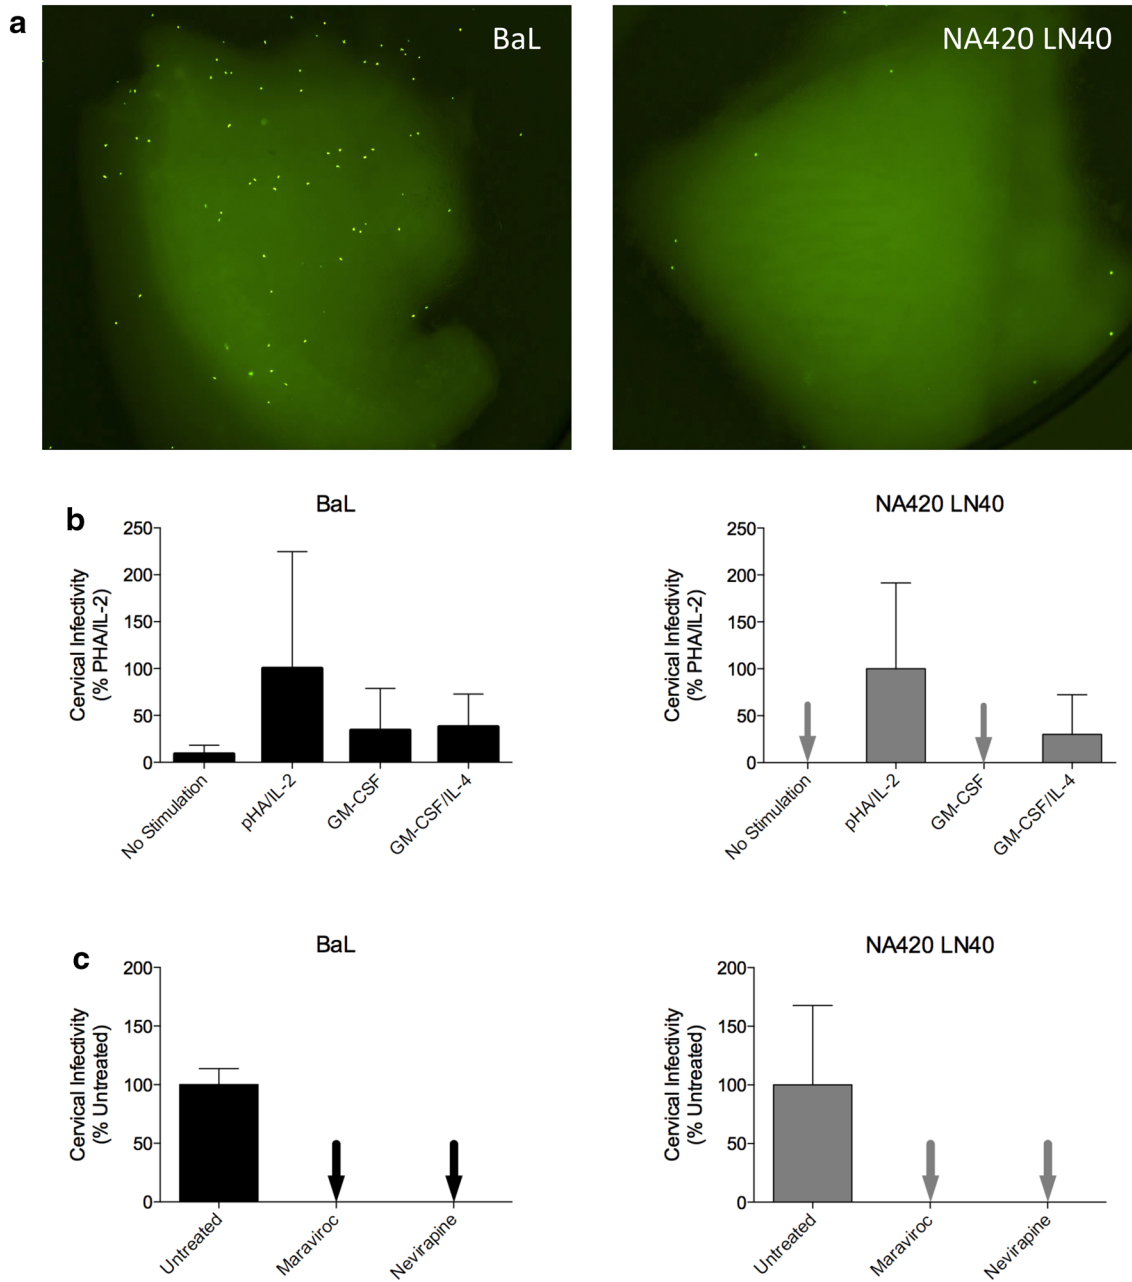 a
BaL
NA420 LN40
b
BaL
Cervical Infectivity
(% PHA/IL-2)
250
200
150
100
50
0
No Stimulation
pHA/IL-2
GM-CSF
GM-CSF/IL-4
NA420 LN40
Cervical Infectivity
(% PHA/IL-2)
250
200
150
100
50
0
No Stimulation
pHA/IL-2
GM-CSF
GM-CSF/IL-4
c
BaL
Cervical Infectivity
(% Untreated)
200
150
100
50
0
Untreated
Maraviroc
Nevirapine
NA420 LN40
Cervical Infectivity
(% Untreated)
200
150
100
50
0
Untreated
Maraviroc
Nevirapine